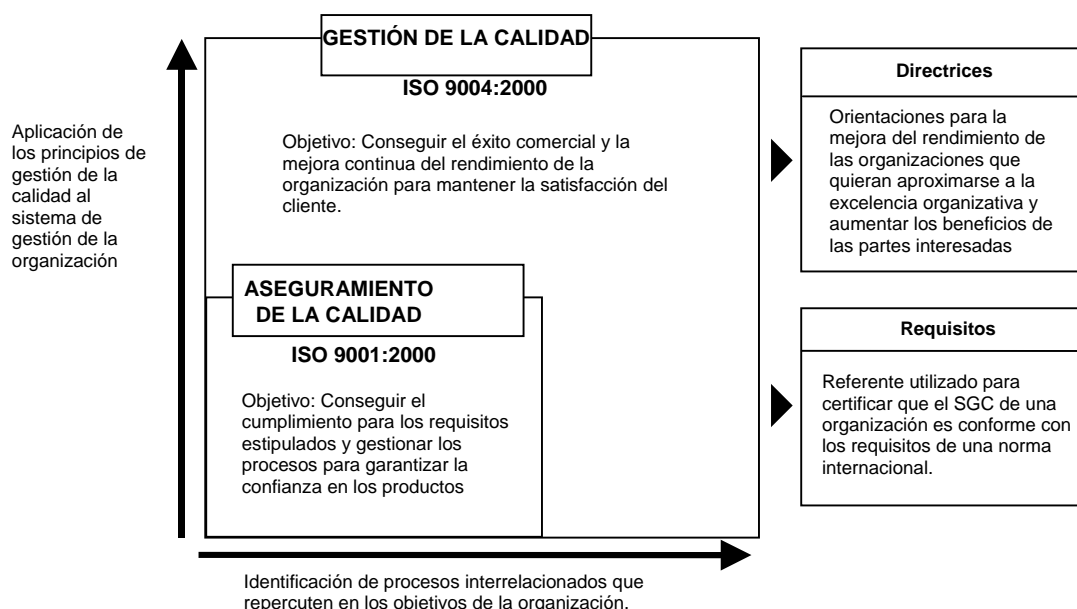 GESTIÓN DE LA CALIDAD
ISO 9004:2000
Objetivo: Conseguir el éxito comercial y la
mejora continua del rendimiento de la
organización para mantener la satisfacción del
cliente.
Aplicación de
los principios de
gestión de la
calidad al
sistema de
gestión de la
organización
Directrices
Orientaciones para la
mejora del rendimiento de
las organizaciones que
quieran aproximarse a la
excelencia organizativa y
aumentar los beneficios de
las partes interesadas
ASEGURAMIENTO
DE LA CALIDAD
ISO 9001:2000
Objetivo: Conseguir el
cumplimiento para los requisitos
estipulados y gestionar los
procesos para garantizar la
confianza en los productos
Requisitos
Referente utilizado para
certificar que el SGC de una
organización es conforme con
los requisitos de una norma
internacional.
Identificación de procesos interrelacionados que
repercuten en los objetivos de la organización.